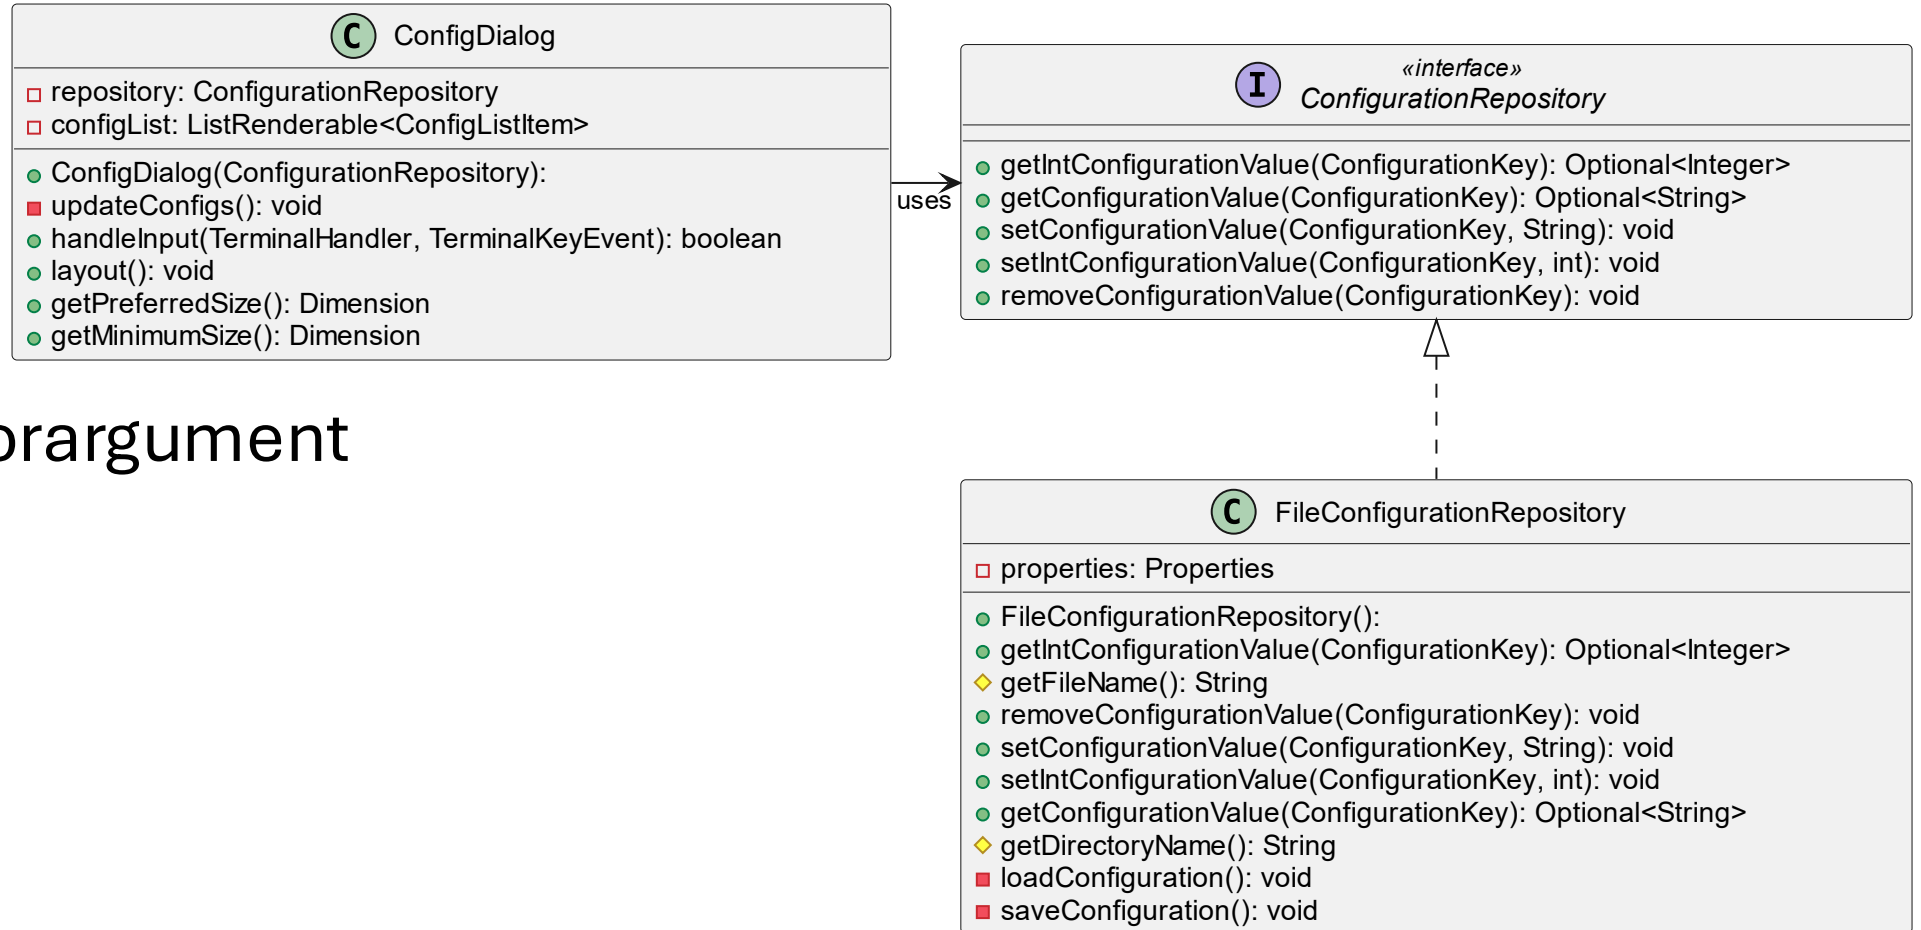 C ConfigDialog
repository: ConfigurationRepository
configList: ListRenderable<ConfigListItem>
ConfigDialog(ConfigurationRepository):
updateConfigs(): void
handleInput(TerminalHandler, TerminalKeyEvent): boolean
layout(): void
getPreferredSize(): Dimension
getMinimumSize(): Dimension
uses
«interface»
I ConfigurationRepository
getIntConfigurationValue(ConfigurationKey): Optional<Integer>
getConfigurationValue(ConfigurationKey): Optional<String>
setConfigurationValue(ConfigurationKey, String): void
setIntConfigurationValue(ConfigurationKey, int): void
removeConfigurationValue(ConfigurationKey): void
orargument
C FileConfigurationRepository
properties: Properties
FileConfigurationRepository():
getIntConfigurationValue(ConfigurationKey): Optional<Integer>
getFileName(): String
removeConfigurationValue(ConfigurationKey): void
setConfigurationValue(ConfigurationKey, String): void
setIntConfigurationValue(ConfigurationKey, int): void
getConfigurationValue(ConfigurationKey): Optional<String>
getDirectoryName(): String
loadConfiguration(): void
saveConfiguration(): void